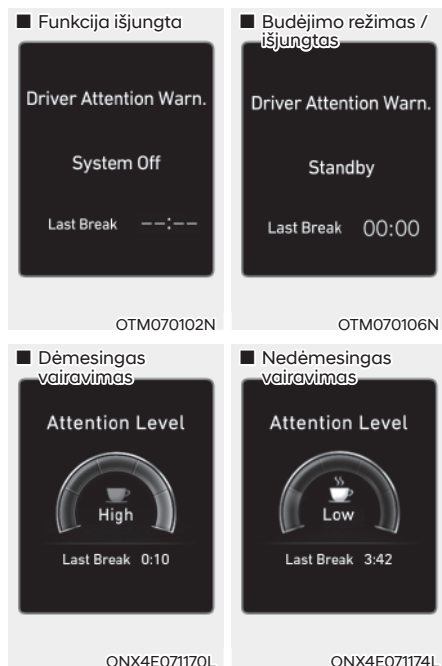 ■ Funkcija išjungta
Driver Attention Warn.
System Off
Last Break --:--
OTM070102N
■ Budėjimo režimas /
išjungtas
Driver Attention Warn.
Standby
Last Break 00:00
OTM070106N
■ Dėmesingas
vairavimas
Attention Level
High
Last Break 0:10
ONX4E071170L
■ Nedėmesingas
vairavimas
Attention Level
Low
Last Break 3:42
ONX4E071174L